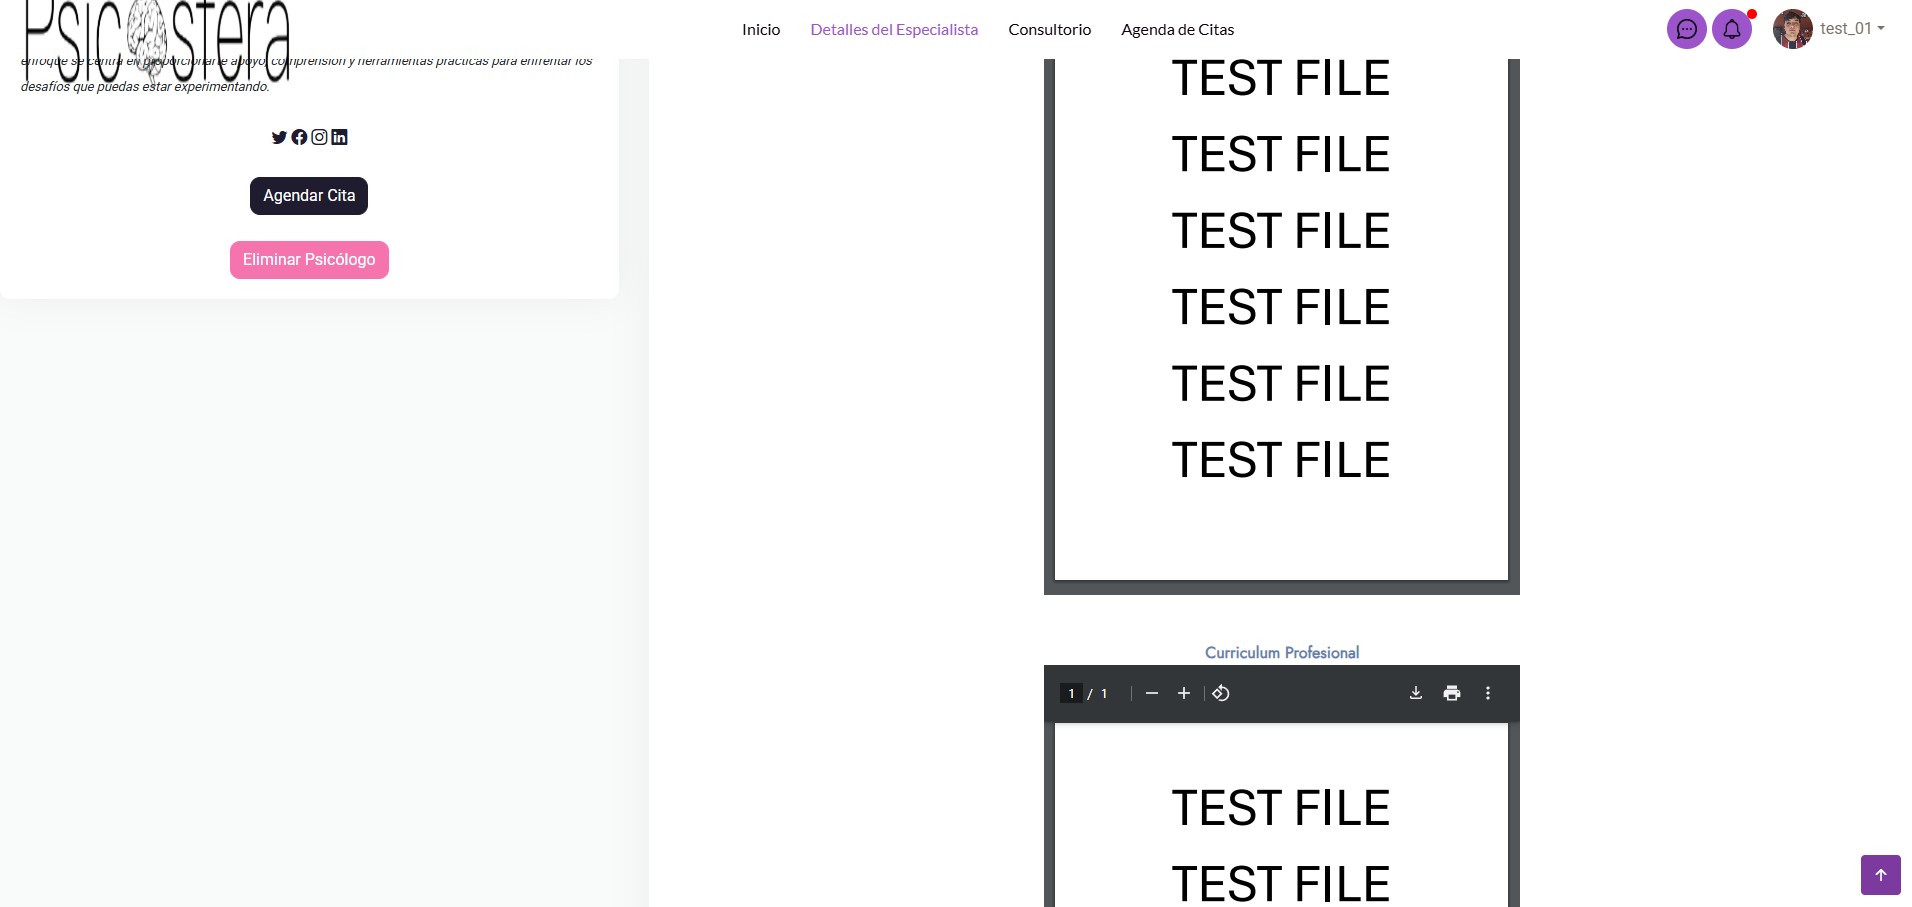 Psicosfera
Inicio
Detalles del Especialista
Consultorio
Agenda de Citas
test_01
enfoque se centra en proporcionarle apoyo, comprensión y herramientas prácticas para enfrentar los
desafíos que puedas estar experimentando.
Agendar Cita
Eliminar Psicólogo
TEST FILE
TEST FILE
TEST FILE
TEST FILE
TEST FILE
TEST FILE
Curriculum Profesional
1 / 1
TEST FILE
TEST FILE